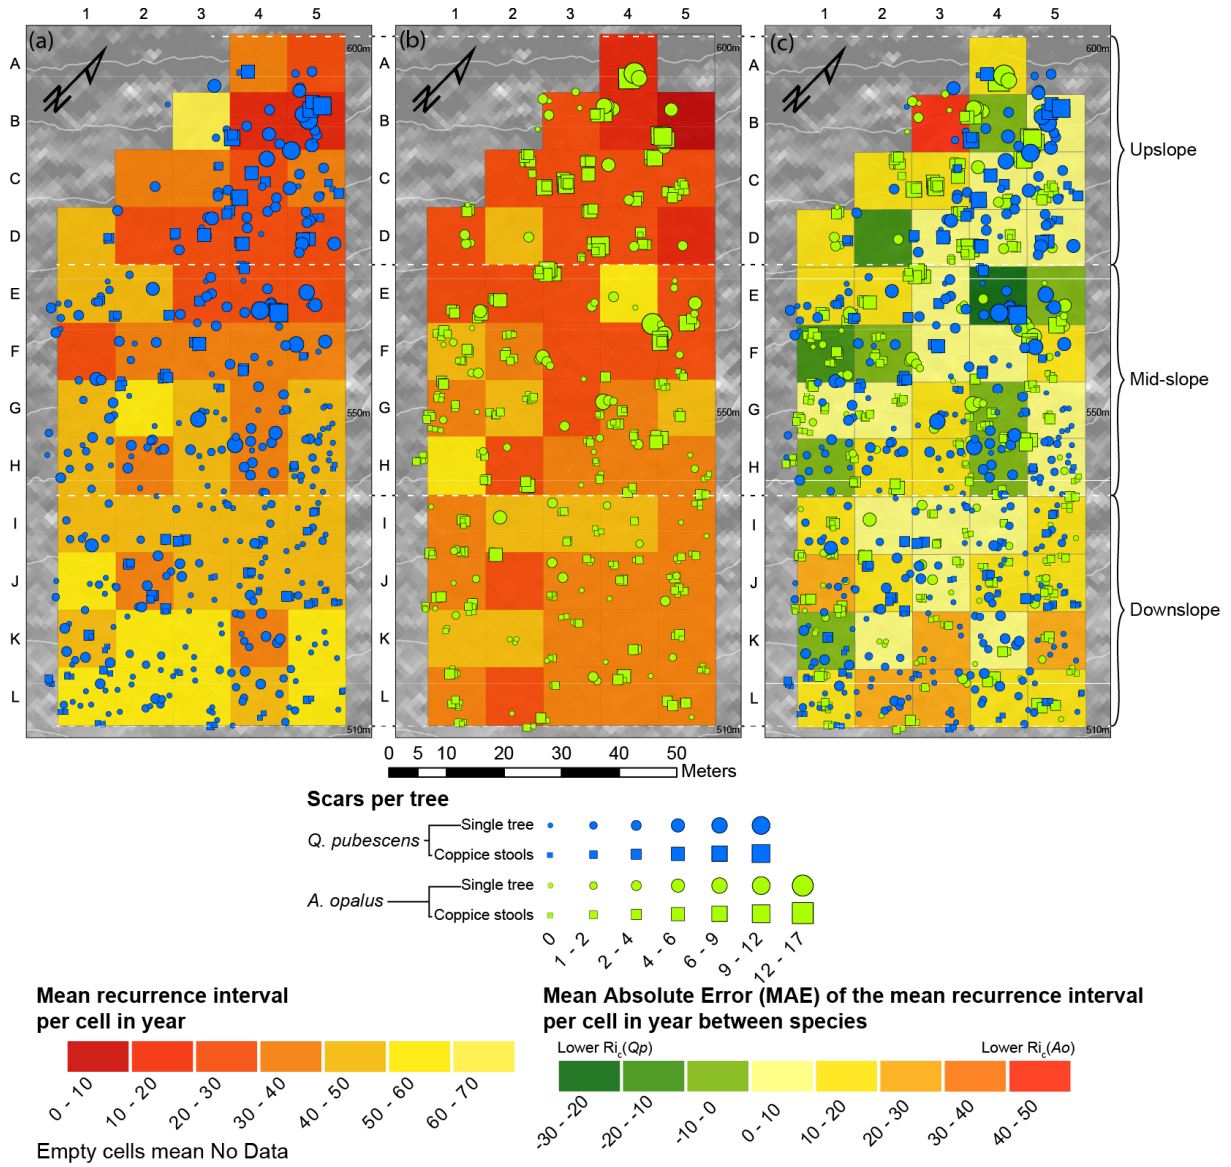 1 2 3 4 5
1 2 3 4 5
1 2 3 4 5
(a)
(b)
(c)
N
N
N
600m
600m
600m
A
A
A
B
B
B
C
C
C
D
D
D
E
E
E
F
F
F
G
G
G
H
H
H
I
I
I
J
J
J
K
K
K
L
L
L
550m
550m
550m
510m
510m
510m
Upslope
Mid-slope
Downslope
0 5 10 20 30 40 50
Meters
Scars per tree
Q. pubescens
Single tree
Coppice stools
A. opalus
Single tree
Coppice stools
0
1 - 2
2 - 4
4 - 6
6 - 9
9 - 12
12 - 17
Mean recurrence interval
per cell in year
0 - 10
10 - 20
20 - 30
30 - 40
40 - 50
50 - 60
60 - 70
Empty cells mean No Data
Mean Absolute Error (MAE) of the mean recurrence interval
per cell in year between species
Lower Ric(Qp)
Lower Ric(Ao)
-30 - -20
-20 - -10
-10 - 0
0 - 10
10 - 20
20 - 30
30 - 40
40 - 50